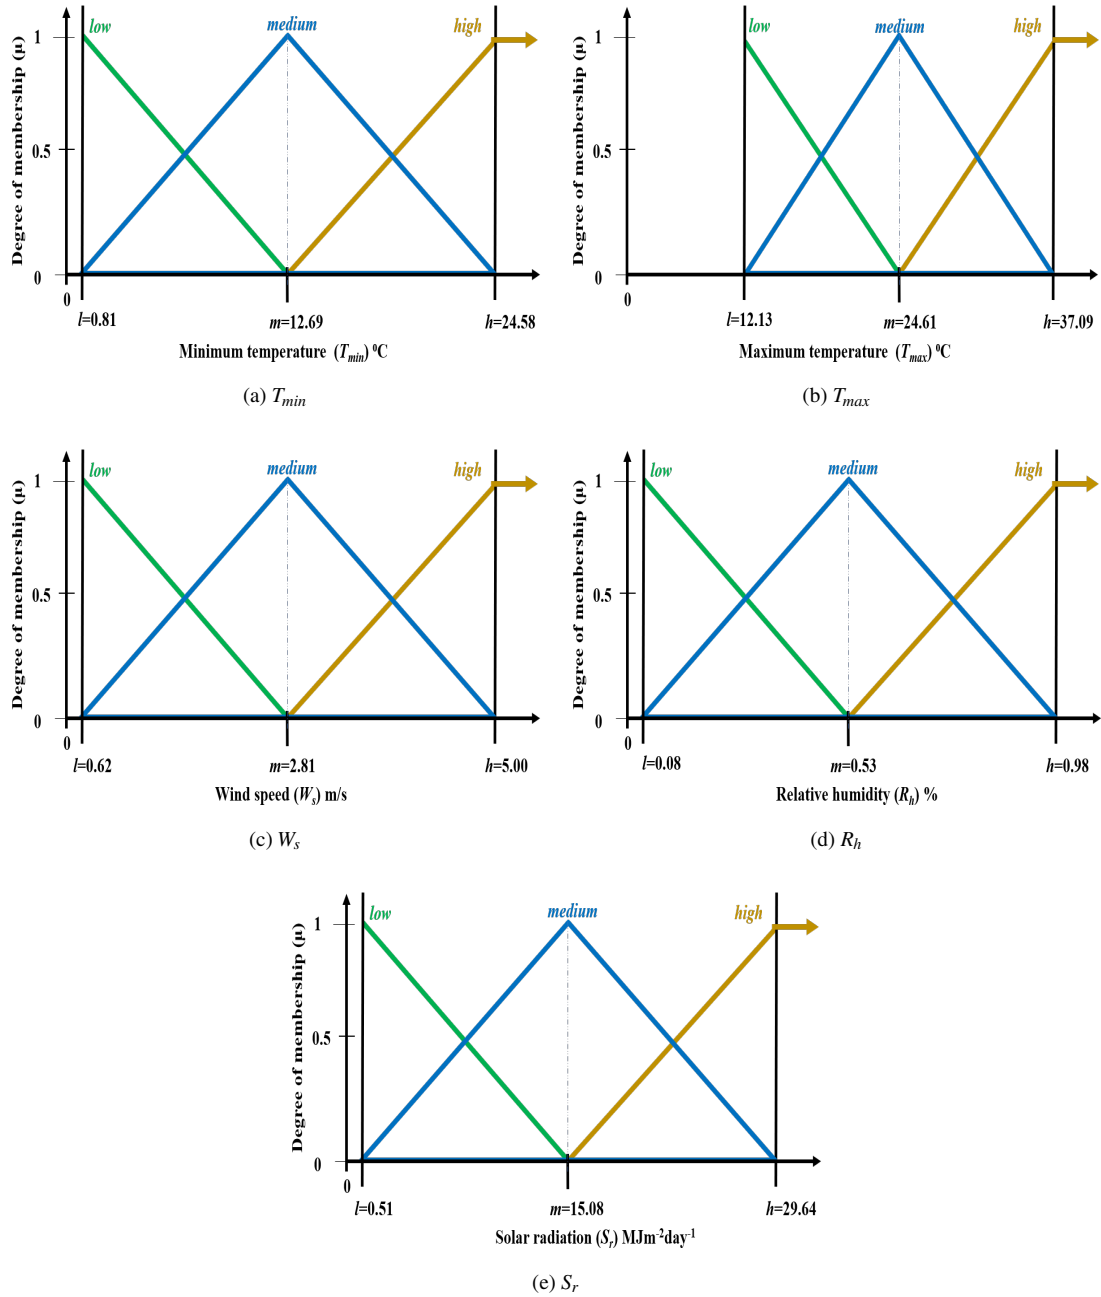 low
medium
high
1
0.5
0
0
Degree of membership (μ)
l=0.81
m=12.69
h=24.58
Minimum temperature (Tmin) ⁰C
(a) Tmin
low
medium
high
1
0.5
0
0
Degree of membership (μ)
l=12.13
m=24.61
h=37.09
Maximum temperature (Tmax) ⁰C
(b) Tmax
low
medium
high
1
0.5
0
0
Degree of membership (μ)
l=0.62
m=2.81
h=5.00
Wind speed (Ws) m/s
(c) Ws
low
medium
high
1
0.5
0
0
Degree of membership (μ)
l=0.08
m=0.53
h=0.98
Relative humidity (Rh) %
(d) Rh
low
medium
high
1
0.5
0
0
Degree of membership (μ)
l=0.51
m=15.08
h=29.64
Solar radiation (Sr) MJm⁻²day⁻¹
(e) Sr